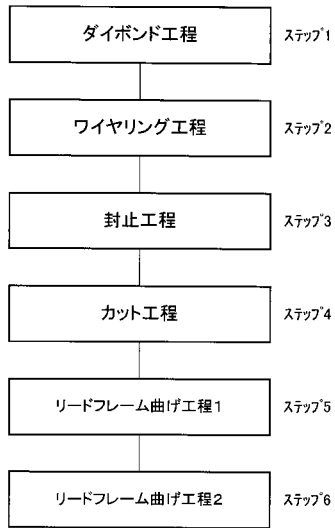 ダイボンド工程 ステップ1
ワイヤリング工程 ステップ2
封止工程 ステップ3
カット工程 ステップ4
リードフレーム曲げ工程1 ステップ5
リードフレーム曲げ工程2 ステップ6